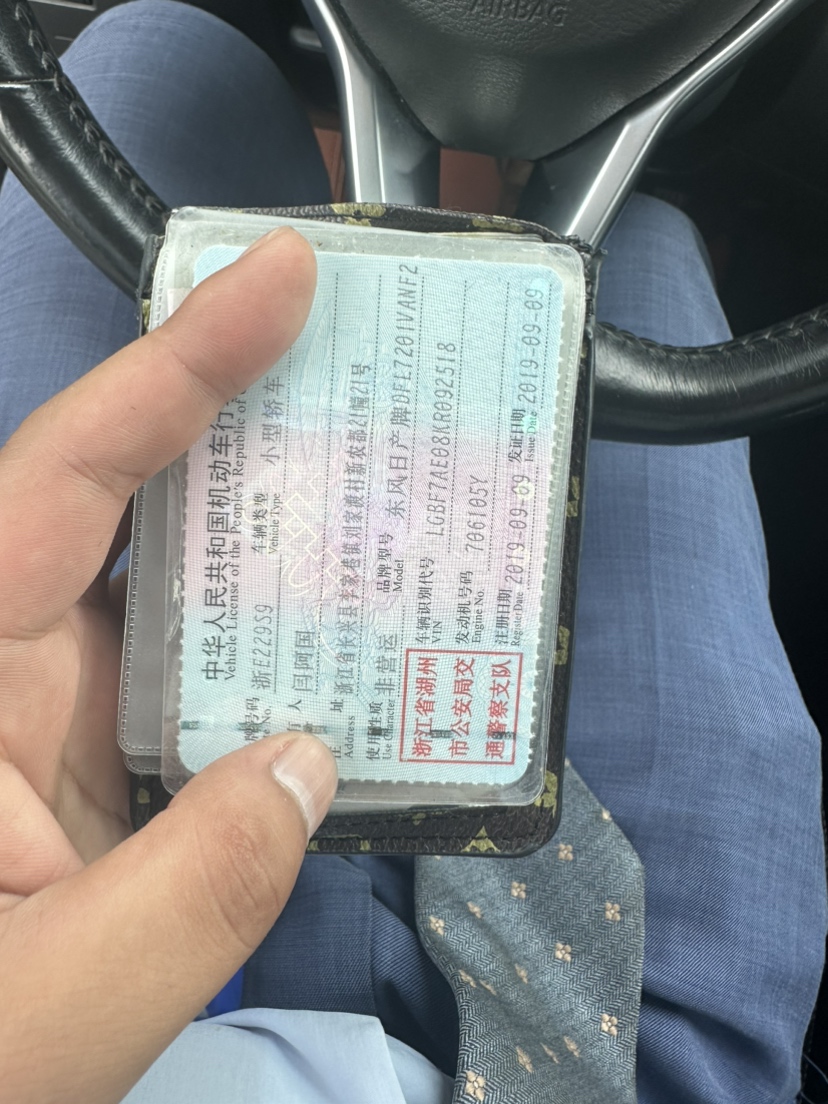 AIRBAG
中华人民共和国机动车行
Vehicle License of the People's Republic of
号码 浙E229S9 车辆类型 小型轿车
No. Vehicle Type
人 闫阿国
址 浙江省长兴县李家巷镇刘家渡村新农都21幢21号
Address
使用性质 非营运 品牌型号 东风日产牌DFL7201VANF2
Use Character Model
浙江省湖州
市公安局交
通警察支队
车辆识别代号 LGBF7AE08KR092518
VIN
发动机号码 706105Y
Engine No.
注册日期 2019-09-09 发证日期 2019-09-09
Register Date Issue Date